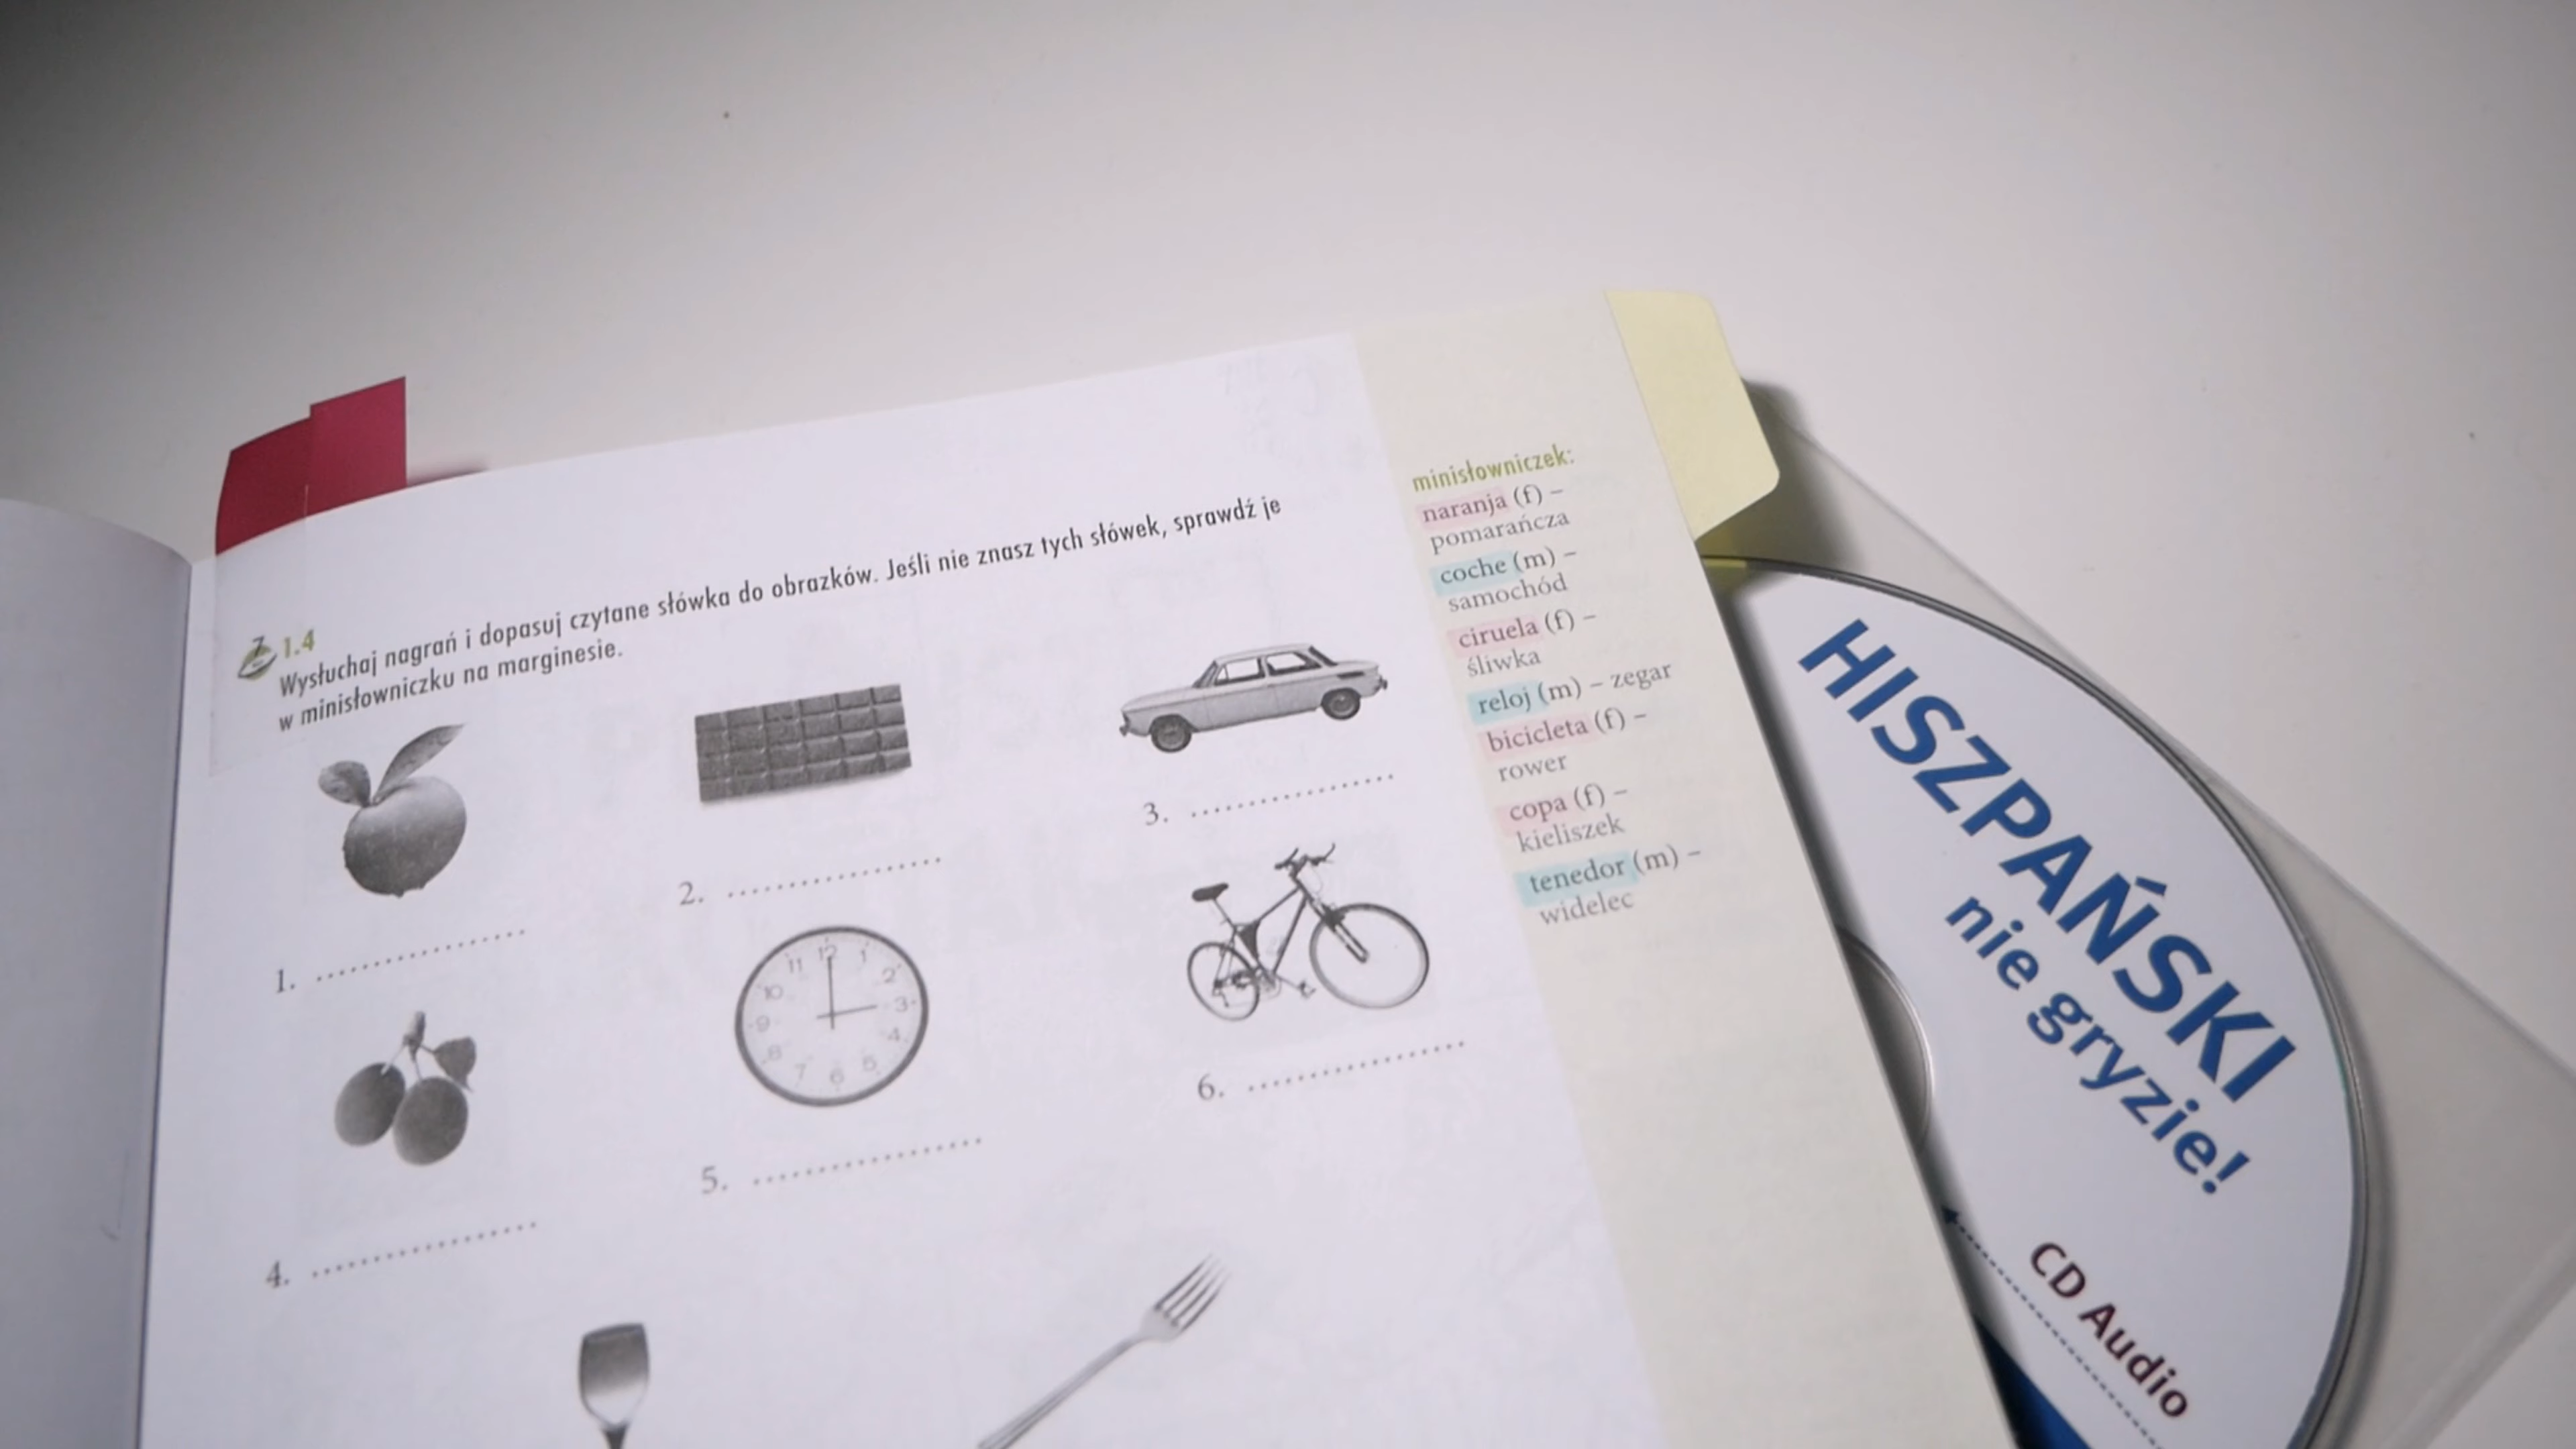 1.4
Wysłuchaj nagrań i dopasuj czytane słówka do obrazków. Jeśli nie znasz tych słówek, sprawdź je
w minisłowniczku na marginesie.
1. ..................
2. ..................
3. ..................
4. ..................
12
1
2
3
4
5
6
7
8
9
10
11
5. ..................
6. ..................
minisłowniczek:
naranja (f) –
pomarańcza
coche (m) –
samochód
ciruela (f) –
śliwka
reloj (m) – zegar
bicicleta (f) –
rower
copa (f) –
kieliszek
tenedor (m) –
widelec
HISZPAŃSKI
nie gryzie!
CD Audio